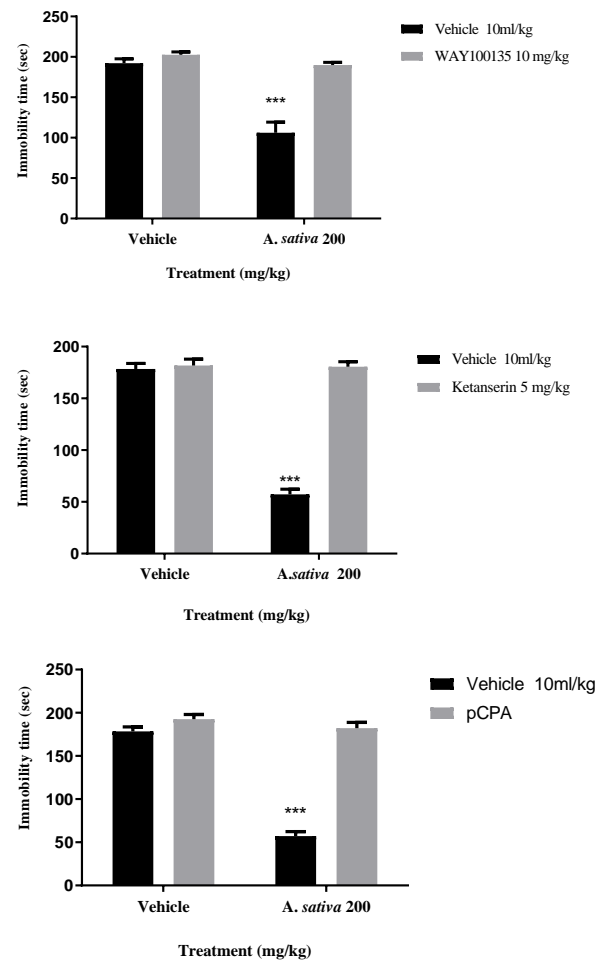 250
200
150
100
50
0
Immobility time (sec)
***
Vehicle
A. sativa 200
Treatment (mg/kg)
Vehicle 10ml/kg
WAY100135 10 mg/kg
200
150
100
50
0
Immobility time (sec)
***
Vehicle
A.sativa 200
Treatment (mg/kg)
Vehicle 10ml/kg
Ketanserin 5 mg/kg
250
200
150
100
50
0
Immobility time (sec)
***
Vehicle
A. sativa 200
Treatment (mg/kg)
Vehicle 10ml/kg
pCPA